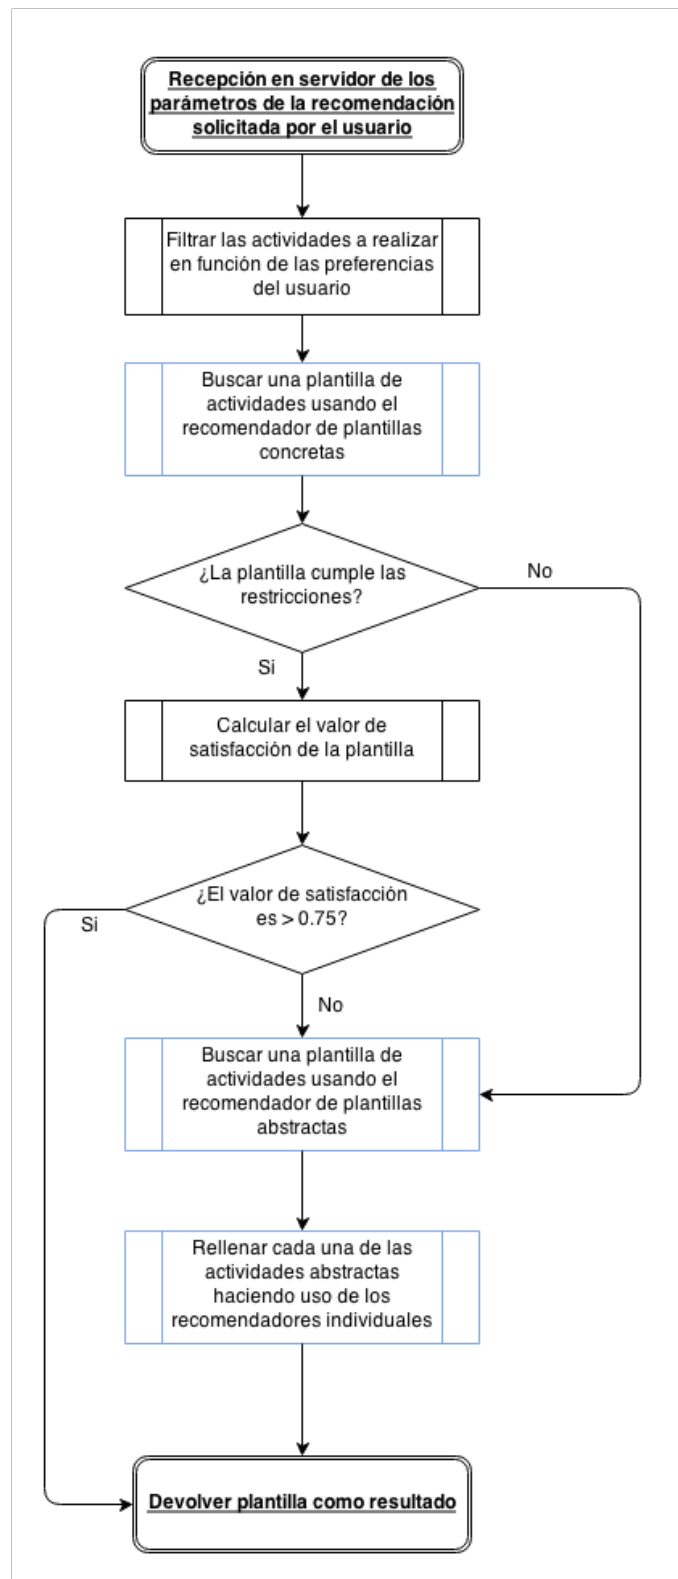 Recepción en servidor de los
parámetros de la recomendación
solicitada por el usuario
Filtrar las actividades a realizar
en función de las preferencias
del usuario
Buscar una plantilla de
actividades usando el
recomendador de plantillas
concretas
¿La plantilla cumple las
restricciones?
No
Si
Calcular el valor de
satisfacción de la plantilla
¿El valor de satisfacción
es > 0.75?
Si
No
Buscar una plantilla de
actividades usando el
recomendador de plantillas
abstractas
Rellenar cada una de las
actividades abstractas
haciendo uso de los
recomendadores individuales
Devolver plantilla como resultado